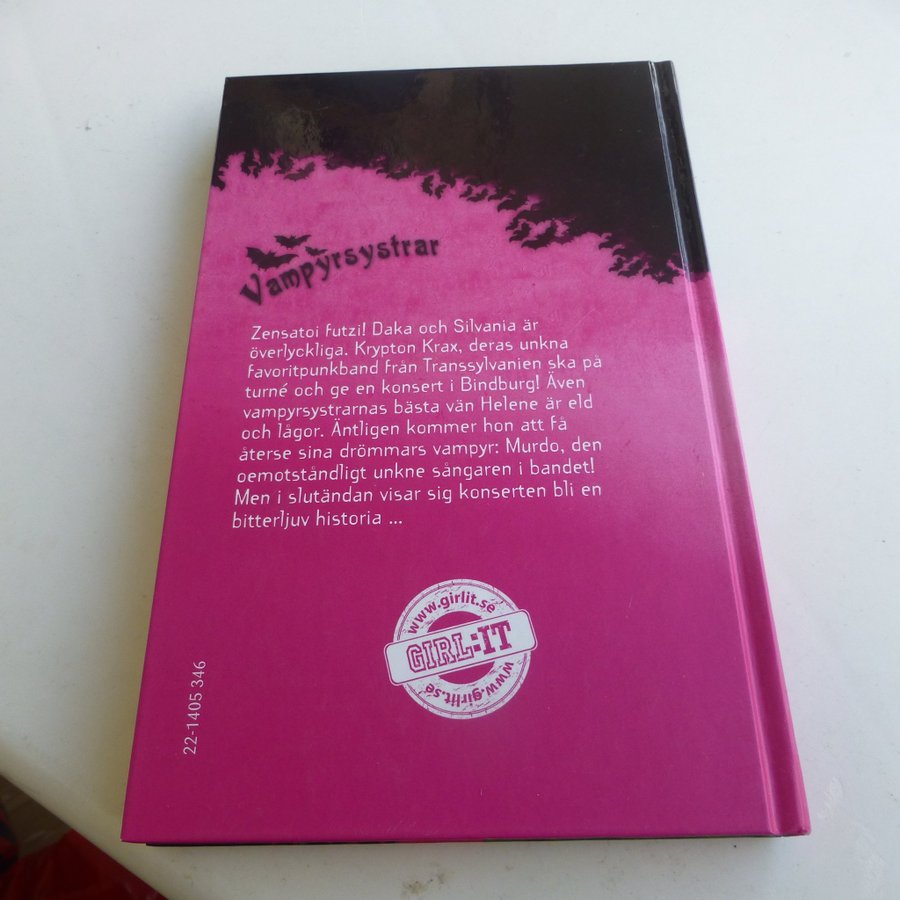 Vampyrsystrar
Zensatoi futzi! Daka och Silvania är
överlyckliga. Krypton Krax, deras unkna
favoritpunkband från Transsylvanien ska på
turné och ge en konsert i Bindburg! Även
vampyrsystrarnas bästa vän Helene är eld
och lågor. Äntligen kommer hon att få
återse sina drömmars vampyr: Murdo, den
oemotståndligt unkne sångaren i bandet!
Men i slutändan visar sig konserten bli en
bitterljuv historia ...
www.girlit.se
GIRL:IT
www.girlit.se
22-1405 346